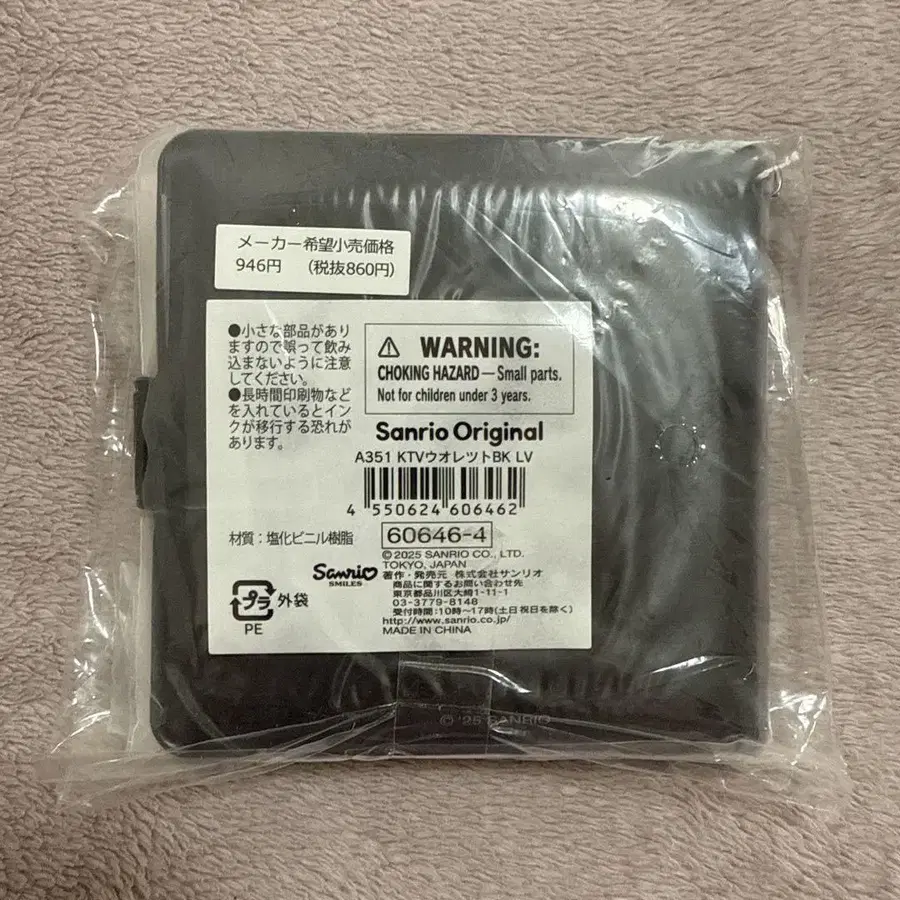 メーカー希望小売価格
946円 (税抜860円)
●小さな部品があり
ますので誤って飲み
込まないように注意
してください。
●長時間印刷物など
を入れているとイン
クが移行する恐れが
あります。
⚠ WARNING:
CHOKING HAZARD — Small parts.
Not for children under 3 years.
Sanrio Original
A351 KTVウオレツトBK LV
4 550624 606462
材質：塩化ビニル樹脂
60646-4
© 2025 SANRIO CO., LTD.
TOKYO, JAPAN
著作・発売元 株式会社サンリオ
商品に関するお問い合わせ先
東京都品川区大崎1-11-1
03-3779-8148
受付時間：10時〜17時(土日祝日を除く)
http://www.sanrio.co.jp/
MADE IN CHINA
Sanrio
SMILES
プラ 外袋
PE
© '25 SANRIO